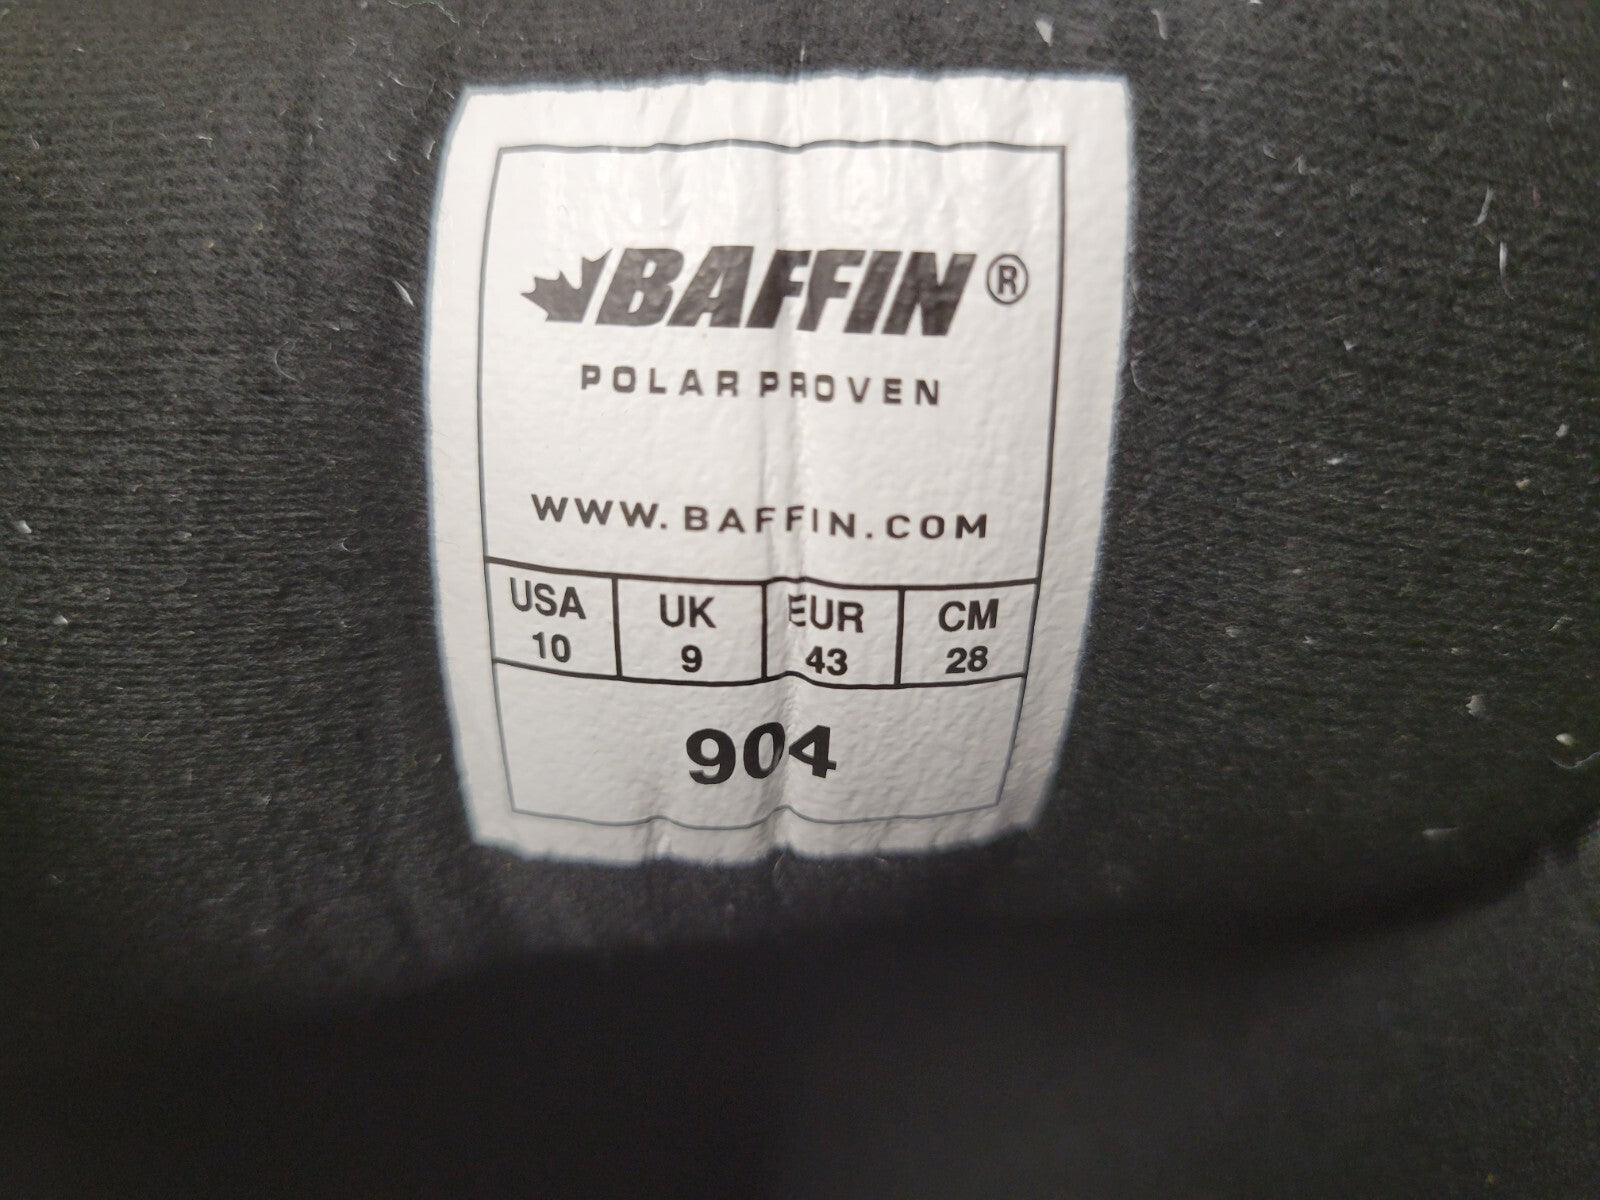 BAFFIN®
POLAR PROVEN
WWW.BAFFIN.COM
USA UK EUR CM
10 9 43 28
904